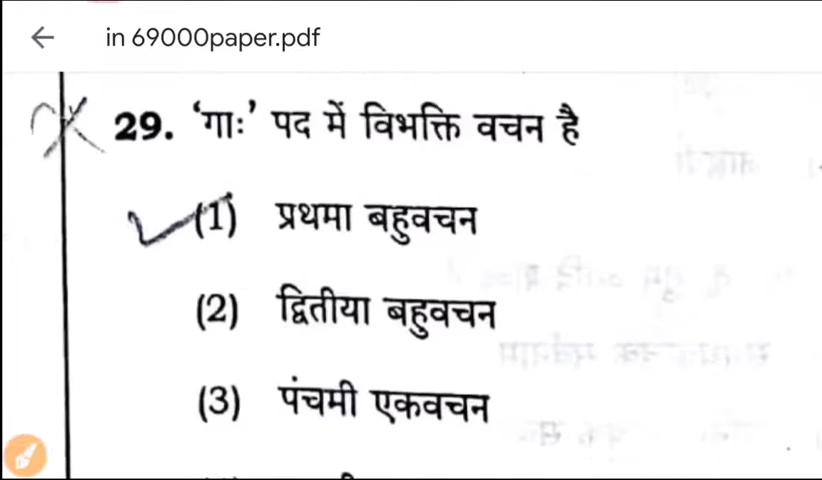 in 69000paper.pdf
29. 'गाः' पद में विभक्ति वचन है
(1) प्रथमा बहुवचन
(2) द्वितीया बहुवचन
(3) पंचमी एकवचन